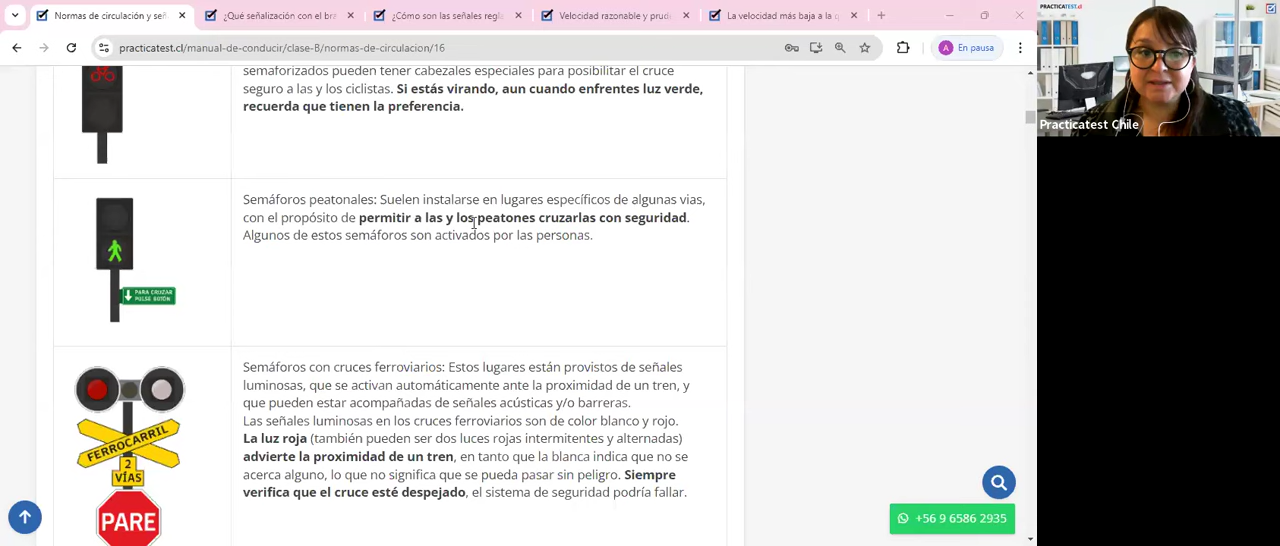 Normas de circulación y señ
¿Qué señalización con el bra
¿Cómo son las señales regla
Velocidad razonable y prud
La velocidad más baja a la q
practicatest.cl/manual-de-conducir/clase-B/normas-de-circulacion/16
A
En pausa
semaforizados pueden tener cabezales especiales para posibilitar el cruce
seguro a las y los ciclistas. Si estás virando, aun cuando enfrentes luz verde,
recuerda que tienen la preferencia.
Semáforos peatonales: Suelen instalarse en lugares específicos de algunas vias,
con el propósito de permitir a las y los peatones cruzarlas con seguridad.
Algunos de estos semáforos son activados por las personas.
PARA CRUZAR
PULSE BOTÓN
Semáforos con cruces ferroviarios: Estos lugares están provistos de señales
luminosas, que se activan automáticamente ante la proximidad de un tren, y
que pueden estar acompañadas de señales acústicas y/o barreras.
Las señales luminosas en los cruces ferroviarios son de color blanco y rojo.
La luz roja (también pueden ser dos luces rojas intermitentes y alternadas)
advierte la proximidad de un tren, en tanto que la blanca indica que no se
acerca alguno, lo que no significa que se pueda pasar sin peligro. Siempre
verifica que el cruce esté despejado, el sistema de seguridad podría fallar.
FERROCARRIL
2
VÍAS
PARE
+56 9 6586 2935
PRACTICATEST.cl
Practicatest Chile